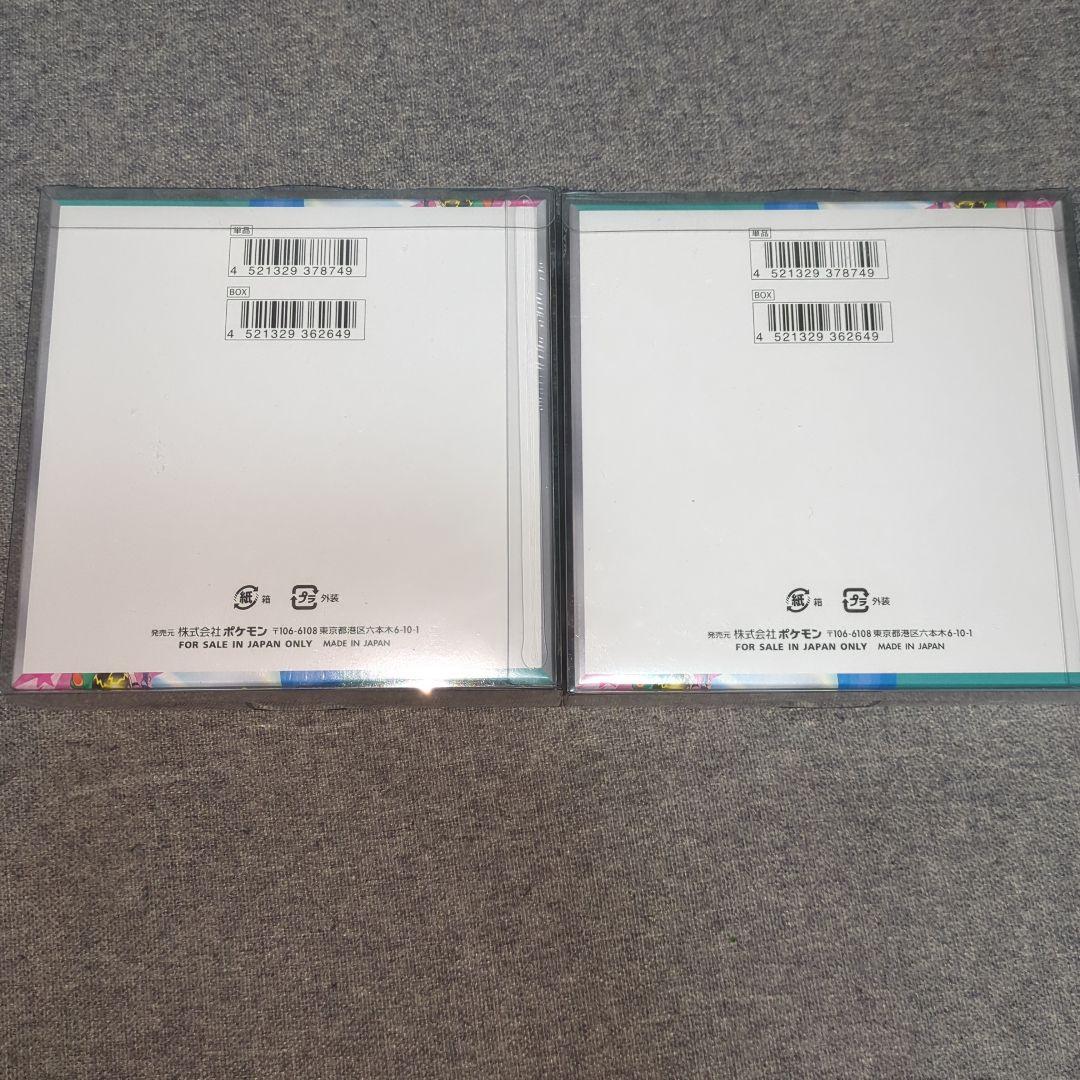 単品
4 521329 378749
BOX
4 521329 362649
紙 箱 プラ 外装
発売元 株式会社 ポケモン 〒106-6108 東京都港区六本木6-10-1
FOR SALE IN JAPAN ONLY MADE IN JAPAN
単品
4 521329 378749
BOX
4 521329 362649
紙 箱 プラ 外装
発売元 株式会社 ポケモン 〒106-6108 東京都港区六本木6-10-1
FOR SALE IN JAPAN ONLY MADE IN JAPAN